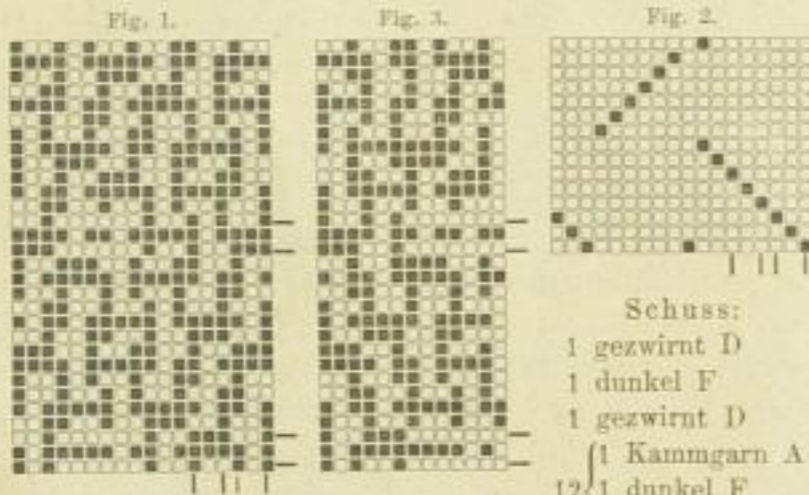 Fig. 1.
Fig. 3.
Fig. 2.
Schuss:
1 gezwirnt D
1 dunkel F
1 gezwirnt D
1 Kammgarn A
12 1 dunkel F